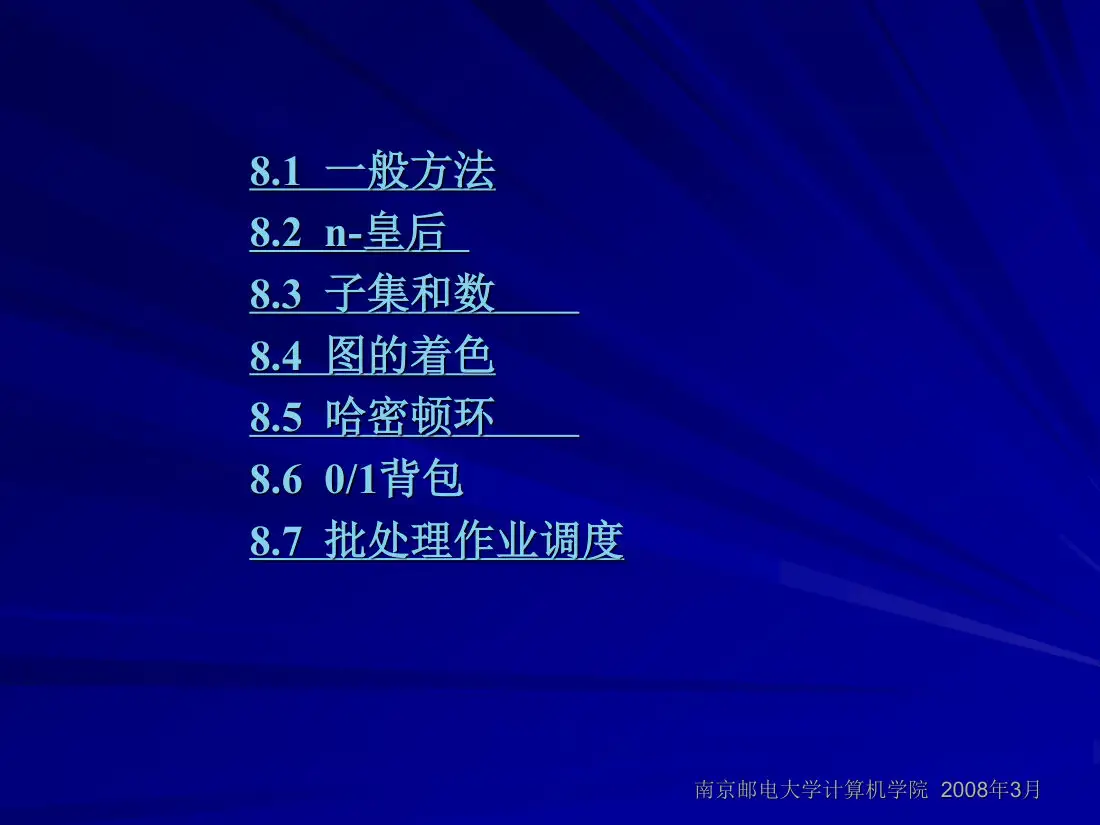 8.1 一般方法
8.2 n-皇后
8.3 子集和数
8.4 图的着色
8.5 哈密顿环
8.6 0/1背包
8.7 批处理作业调度
南京邮电大学计算机学院 2008年3月